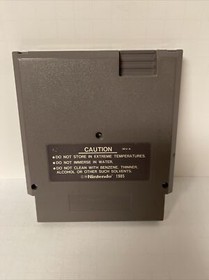 CAUTION
REV-A
• DO NOT STORE IN EXTREME TEMPERATURES.
• DO NOT IMMERSE IN WATER.
• DO NOT CLEAN WITH BENZENE, THINNER,
ALCOHOL OR OTHER SUCH SOLVENTS.
©Nintendo 1985